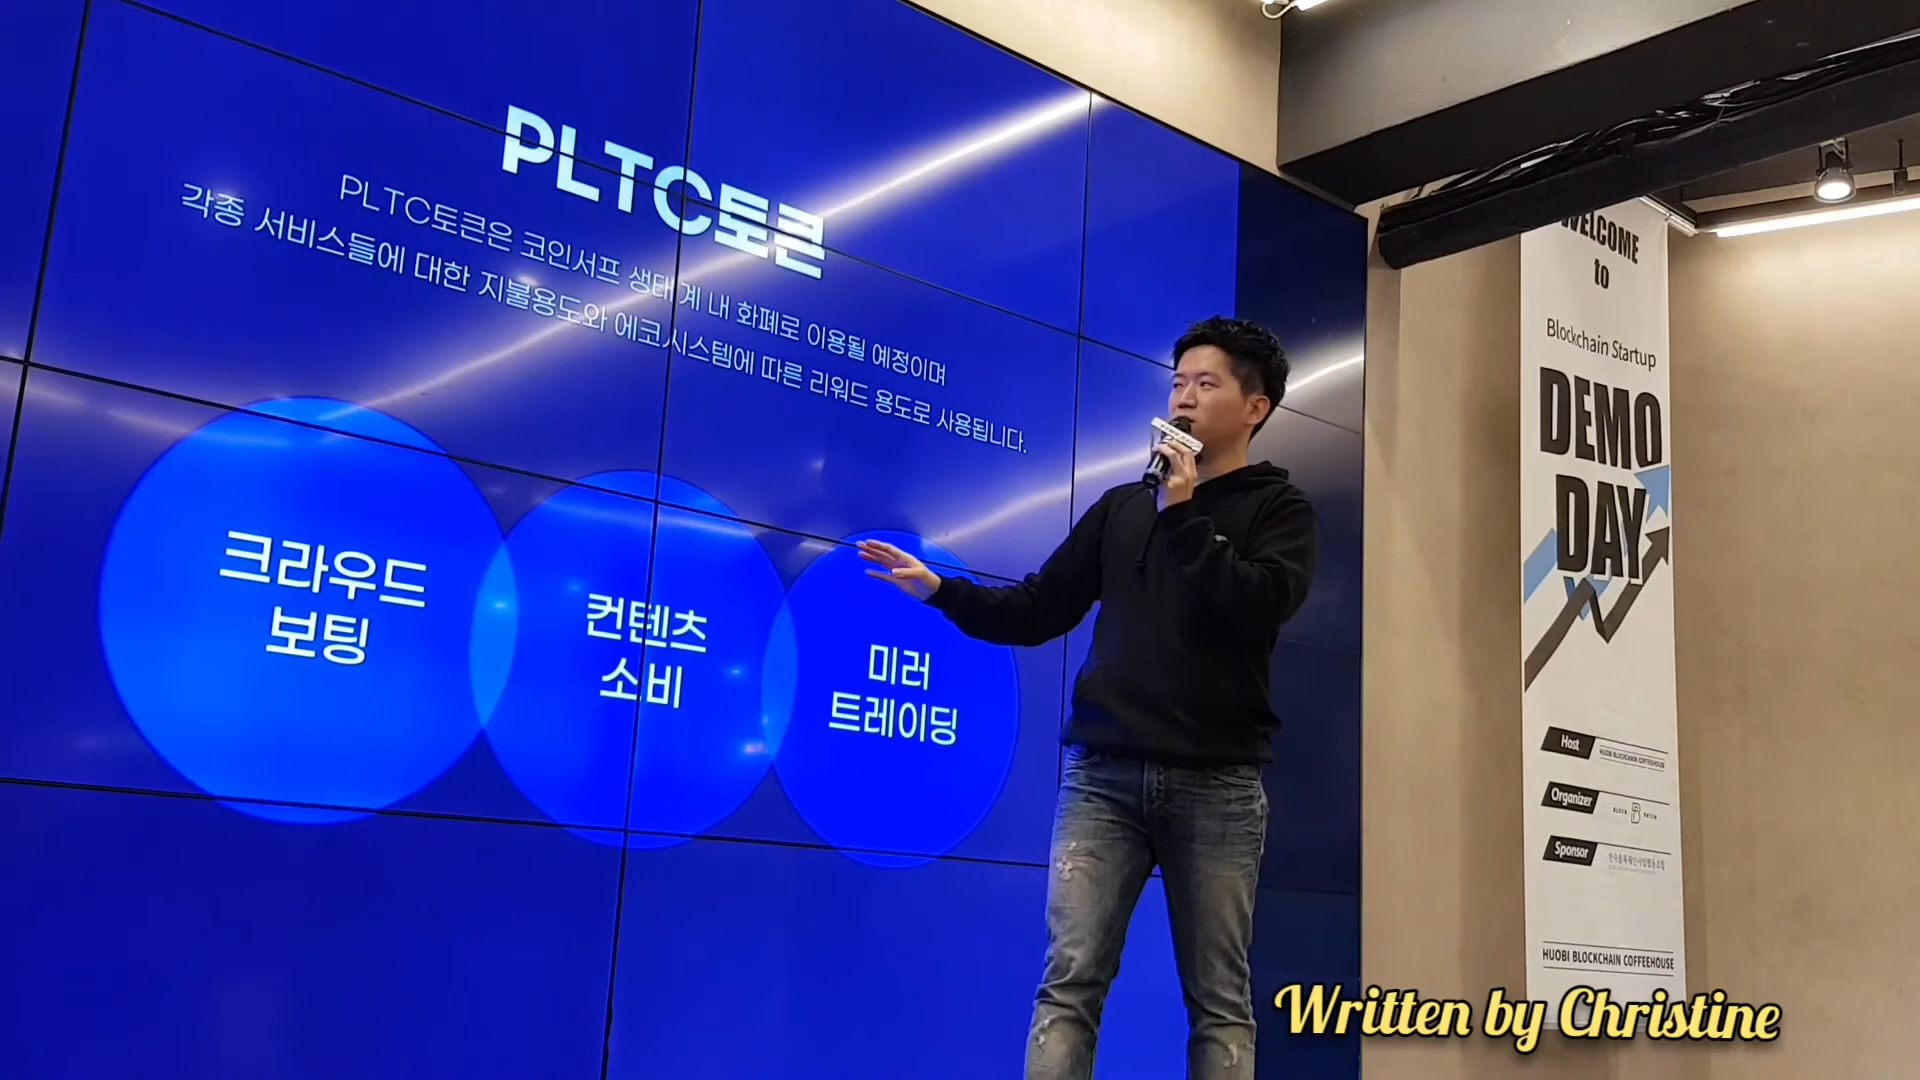 PLTC토큰
PLTC토큰은 코인서프 생태계 내 화폐로 이용될 예정이며
각종 서비스들에 대한 지불용도와 에코시스템에 따른 리워드 용도로 사용됩니다.
크라우드
보팅
컨텐츠
소비
미러
트레이딩
WELCOME
to
Blockchain Startup
DEMO
DAY
Host
HUOBI BLOCKCHAIN COFFEEHOUSE
Organizer
BLOCK PATCH
Sponsor
HUOBI BLOCKCHAIN COFFEEHOUSE
Written by Christine